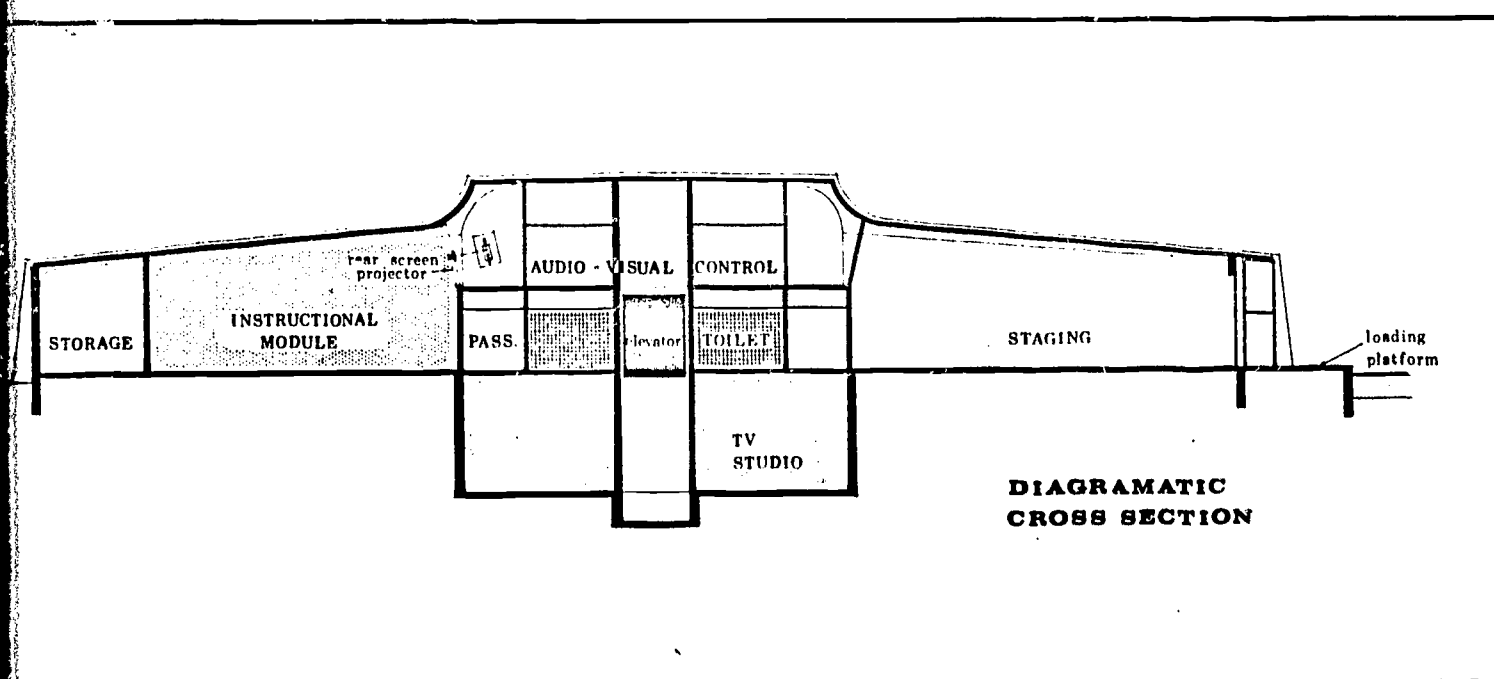 rear screen
projector
AUDIO - VISUAL CONTROL
STORAGE
INSTRUCTIONAL
MODULE
PASS.
elevator
TOILET
STAGING
loading
platform
TV
STUDIO
DIAGRAMATIC
CROSS SECTION